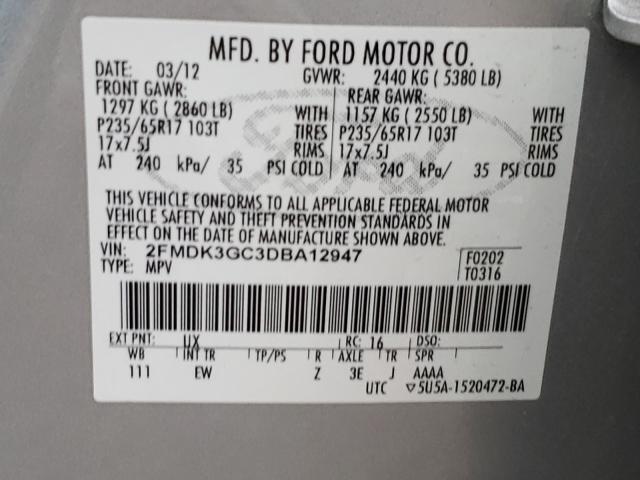 MFD. BY FORD MOTOR CO.
DATE: 03/12 GVWR: 2440 KG ( 5380 LB)
FRONT GAWR: REAR GAWR:
1297 KG ( 2860 LB) WITH 1157 KG ( 2550 LB) WITH
P235/65R17 103T TIRES P235/65R17 103T TIRES
17x7.5J RIMS 17x7.5J RIMS
AT 240 kPa/ 35 PSI COLD AT 240 kPa/ 35 PSI COLD
THIS VEHICLE CONFORMS TO ALL APPLICABLE FEDERAL MOTOR
VEHICLE SAFETY AND THEFT PREVENTION STANDARDS IN
EFFECT ON THE DATE OF MANUFACTURE SHOWN ABOVE.
VIN: 2FMDK3GC3DBA12947 F0202
TYPE: MPV T0316
EXT PNT: UX RC: 16 DSO:
WB INT TR TP/PS R AXLE TR SPR
111 EW Z 3E J AAAA
UTC ▽5U5A-1520472-BA